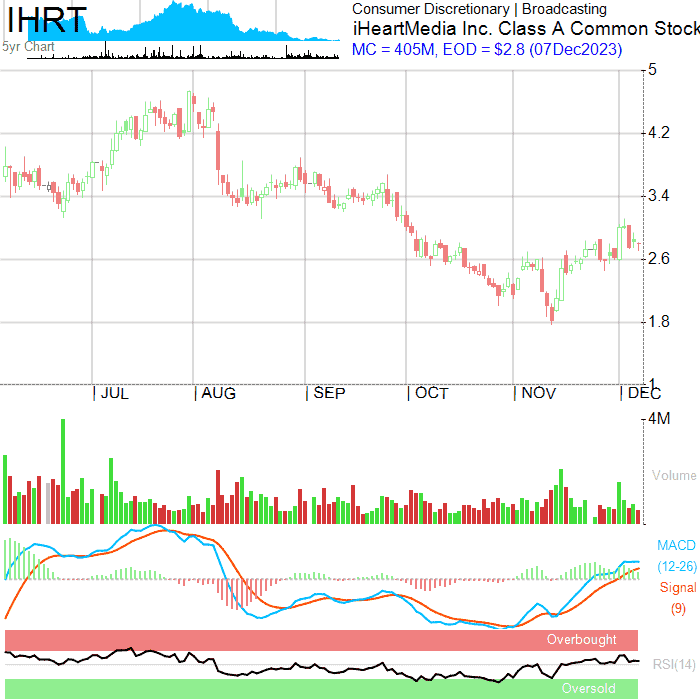 IHRT
5yr Chart
Consumer Discretionary | Broadcasting
iHeartMedia Inc. Class A Common Stock
MC = 405M, EOD = $2.8 (07Dec2023)
5
4.2
3.4
2.6
1.8
1
JUL AUG SEP OCT NOV DEC
4M
Volume
MACD
(12-26)
Signal
(9)
Overbought
RSI(14)
Oversold